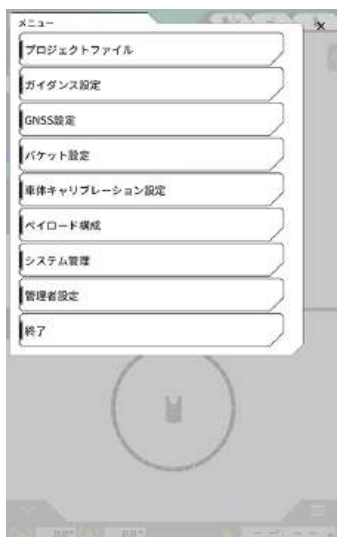 メニュー
×
プロジェクトファイル
ガイダンス設定
GNSS設定
バケット設定
車体キャリブレーション設定
ペイロード構成
システム管理
管理者設定
終了